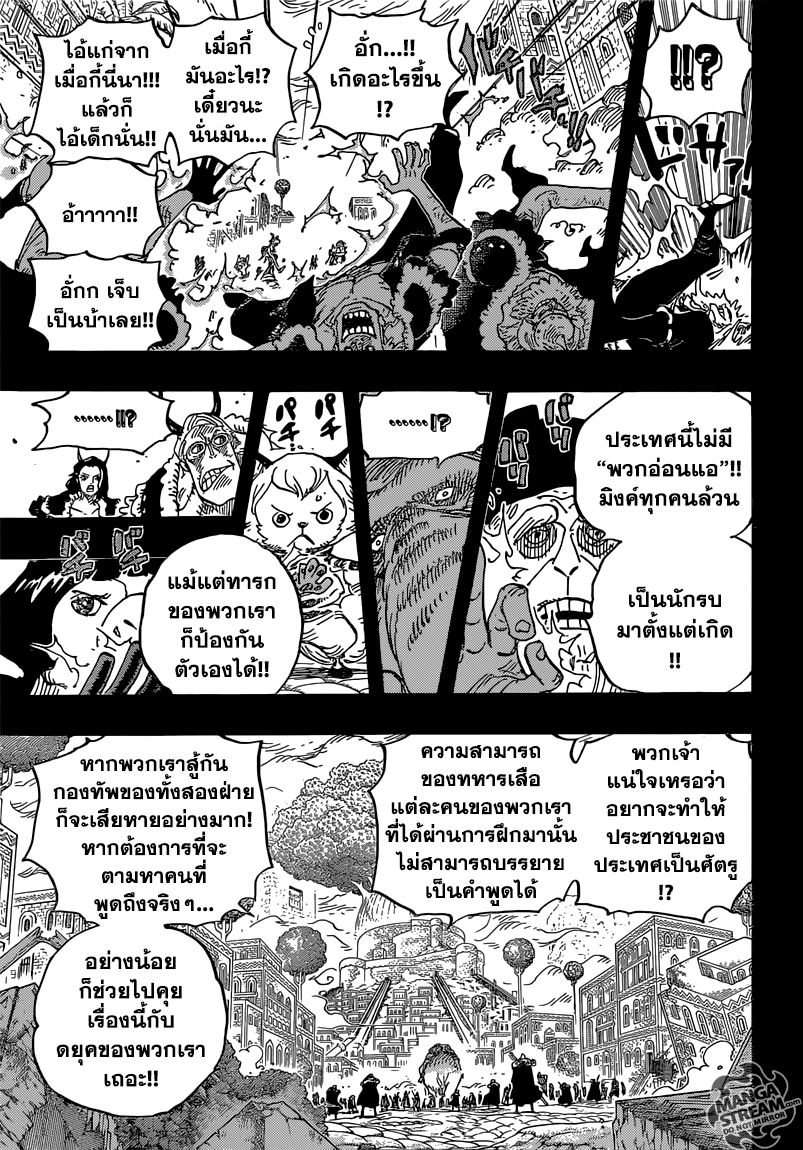 !!?
อั่ก...!!
เกิดอะไรขึ้น
!?
เมื่อกี้
มันอะไร!?
เดี๋ยวนะ
นั่นมัน...
ไอ้แก่จาก
เมื่อกี้นี่นา!!!
แล้วก็
ไอ้เด็กนั่น!!
อ้าาาาา!!
อั่กก เจ็บ
เป็นบ้าเลย!!
ประเทศนี้ไม่มี
“พวกอ่อนแอ”!!
มิงค์ทุกคนล้วน
เป็นนักรบ
มาตั้งแต่เกิด
!!
......!?
......!!?
แม้แต่ทารก
ของพวกเรา
ก็ป้องกัน
ตัวเองได้!!
พวกเจ้า
แน่ใจเหรอว่า
อยากจะทำให้
ประชาชนของ
ประเทศเป็นศัตรู
!?
ความสามารถ
ของทหารเสือ
แต่ละคนของพวกเรา
ที่ได้ผ่านการฝึกมานั้น
ไม่สามารถบรรยาย
เป็นคำพูดได้
หากพวกเราสู้กัน
กองทัพของทั้งสองฝ่าย
ก็จะเสียหายอย่างมาก!
หากต้องการที่จะ
ตามหาคนที่
พูดถึงจริงๆ...
อย่างน้อย
ก็ช่วยไปคุย
เรื่องนี้กับ
ดยุคของพวกเรา
เถอะ!!
MANGA
STREAM.com
DO NOT MIRROR